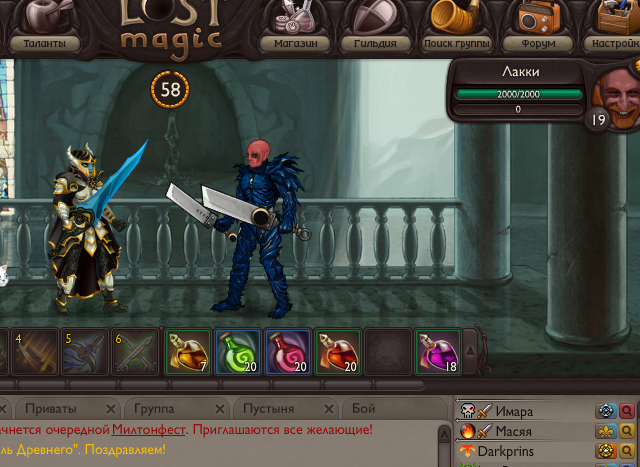 LOST
magic
Таланты
Магазин
Гильдия
Поиск группы
Форум
Настройк
58
Лакки
2000/2000
0
19
4
5
6
7
20
20
20
18
Приваты
Группа
Пустыня
Бой
ачнется очередной Милтонфест. Приглашаются все желающие!
ль Древнего". Поздравляем!
Имара
Масяя
Darkprins